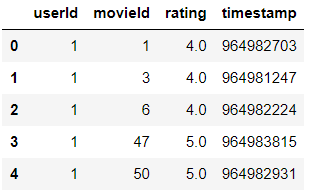 userId movieId rating timestamp
0 1 1 4.0 964982703
1 1 3 4.0 964981247
2 1 6 4.0 964982224
3 1 47 5.0 964983815
4 1 50 5.0 964982931